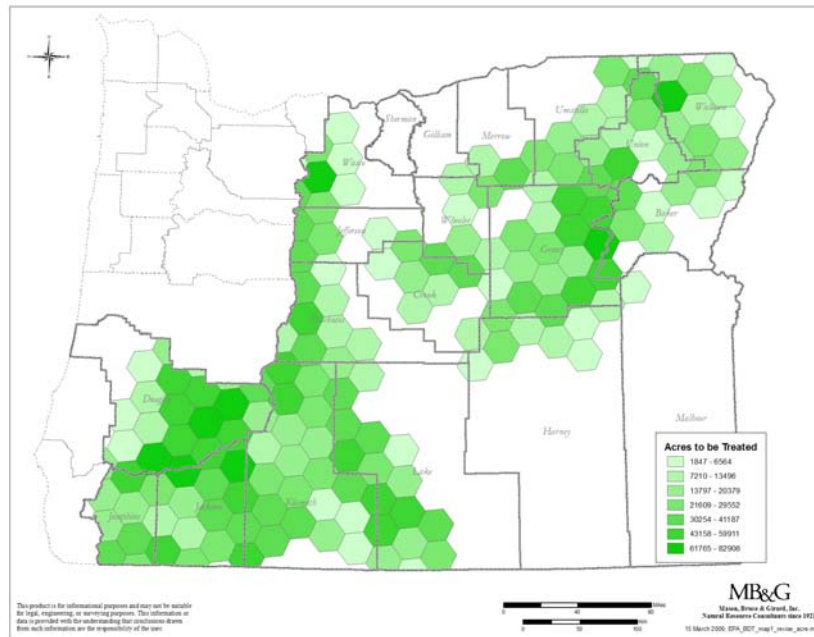 Sherman
Gilliam
Morrow
Umatilla
Wallowa
Union
Wasco
Wheeler
Baker
Jefferson
Grant
Crook
Deschutes
Douglas
Harney
Malheur
Lake
Klamath
Jackson
Josephine
Acres to be Treated
1847 - 6564
7210 - 13496
13797 - 20379
21609 - 29552
30254 - 41187
43158 - 59911
61765 - 82908
This product is for informational purposes and may not be suitable
for legal, engineering, or surveying purposes. This information or
data is provided with the understanding that conclusions drawn
from such information are the responsibility of the user.
Miles
MB&G
Mason, Bruce & Girard, Inc.
Natural Resource Consultants since 1921